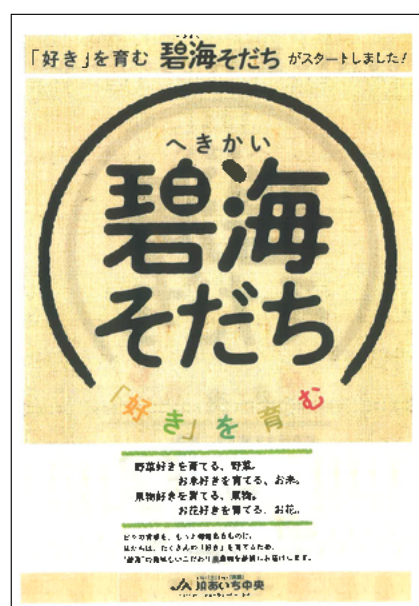 「好き」を育む 碧海そだち がスタートしました!
へきかい
碧海
そだち
「好き」を育む
野菜好きを育てる、野菜。
お米好きを育てる、お米。
果物好きを育てる、果物。
お花好きを育てる、お花。
JAあいち中央